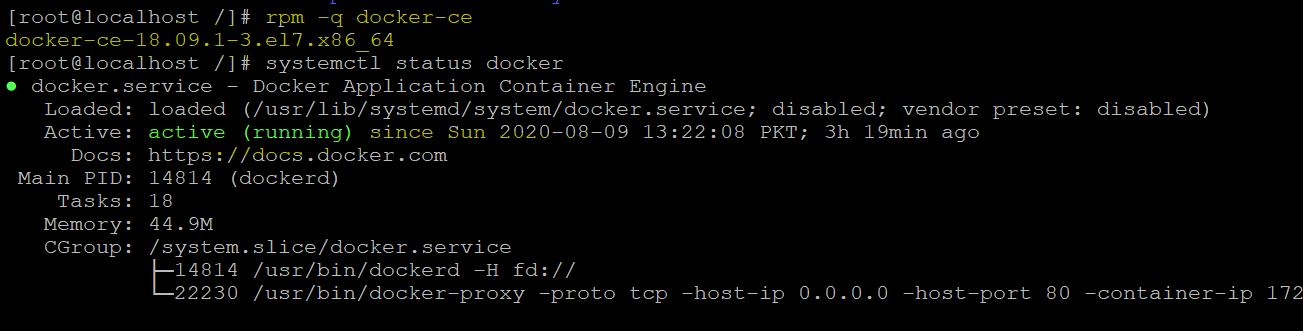 [root@localhost /]# rpm -q docker-ce
docker-ce-18.09.1-3.el7.x86_64
[root@localhost /]# systemctl status docker
● docker.service - Docker Application Container Engine
   Loaded: loaded (/usr/lib/systemd/system/docker.service; disabled; vendor preset: disabled)
   Active: active (running) since Sun 2020-08-09 13:22:08 PKT; 3h 19min ago
     Docs: https://docs.docker.com
 Main PID: 14814 (dockerd)
    Tasks: 18
   Memory: 44.9M
   CGroup: /system.slice/docker.service
           ├─14814 /usr/bin/dockerd -H fd://
           └─22230 /usr/bin/docker-proxy -proto tcp -host-ip 0.0.0.0 -host-port 80 -container-ip 172